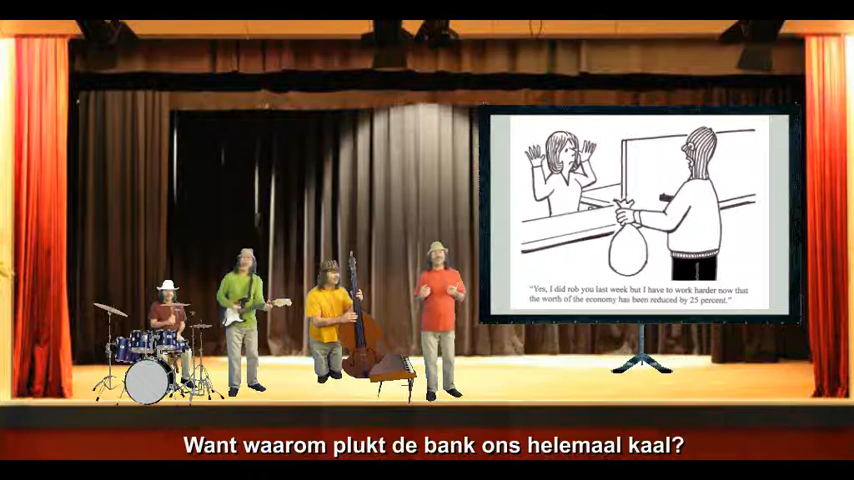 "Yes, I did rob you last week but I have to work harder now that
the worth of the economy has been reduced by 25 percent."
Want waarom plukt de bank ons helemaal kaal?